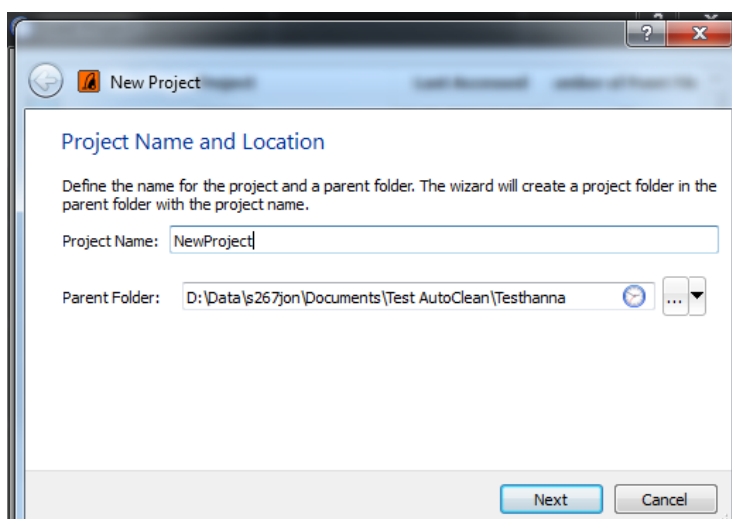 ?
New Project
Project Name and Location
Define the name for the project and a parent folder. The wizard will create a project folder in the
parent folder with the project name.
Project Name: NewProject
Parent Folder: D:\Data\s267jon\Documents\Test AutoClean\Testhanna ...
Next Cancel